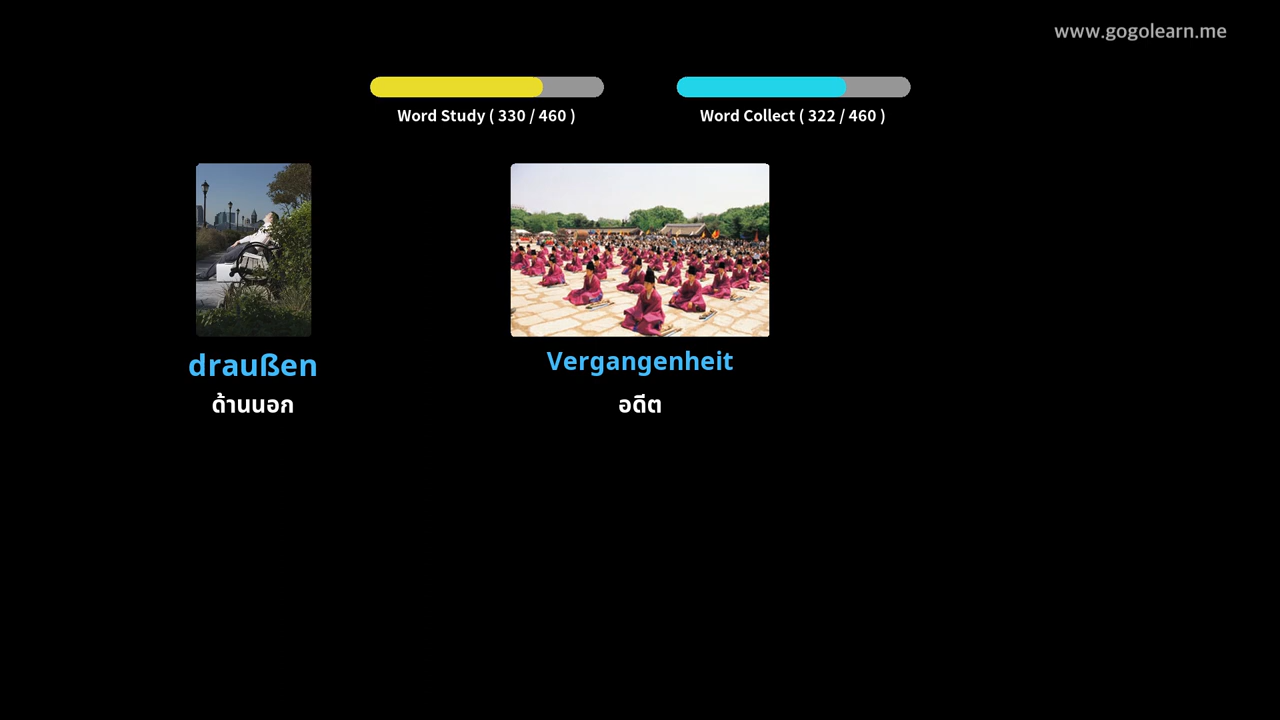 www.gogolearn.me
Word Study ( 330 / 460 )
Word Collect ( 322 / 460 )
draußen
Vergangenheit
ด้านนอก
อดีต